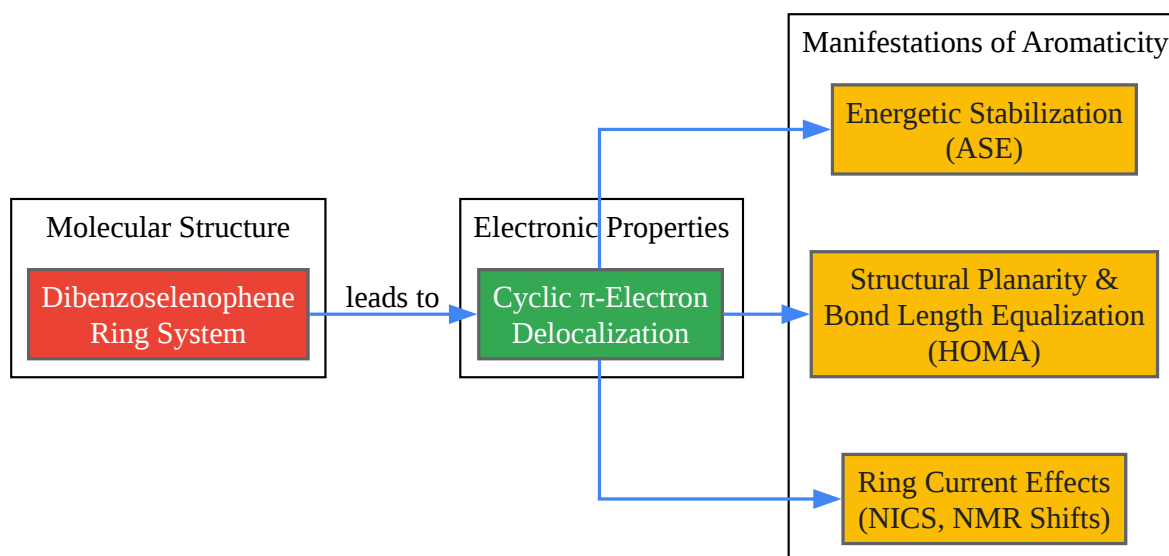 Manifestations of Aromaticity
Energetic Stabilization
(ASE)
Molecular Structure
Dibenzoselenophene
Ring System
leads to
Electronic Properties
Cyclic π-Electron
Delocalization
Structural Planarity &
Bond Length Equalization
(HOMA)
Ring Current Effects
(NICS, NMR Shifts)